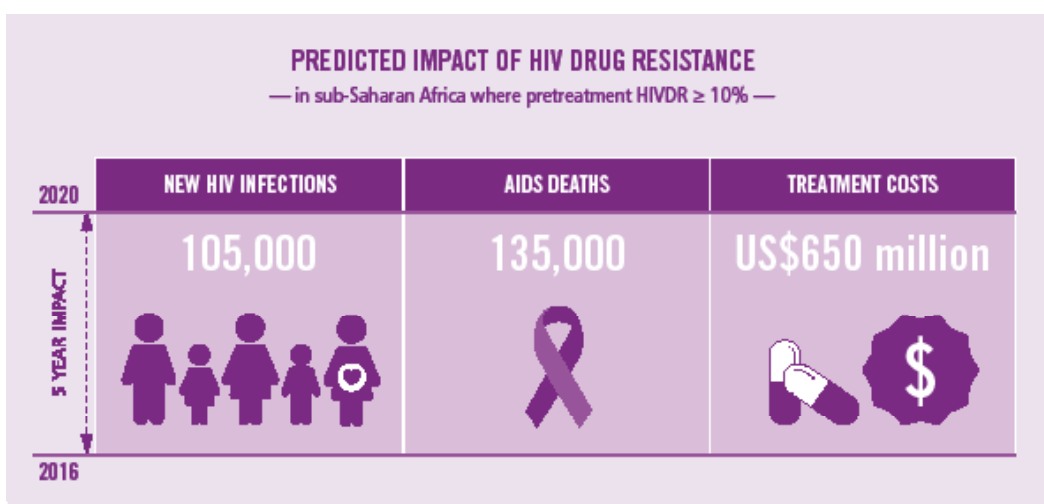 PREDICTED IMPACT OF HIV DRUG RESISTANCE
— in sub-Saharan Africa where pretreatment HIVDR ≥ 10% —
2020
NEW HIV INFECTIONS
AIDS DEATHS
TREATMENT COSTS
5 YEAR IMPACT
105,000
135,000
US$650 million
$
2016